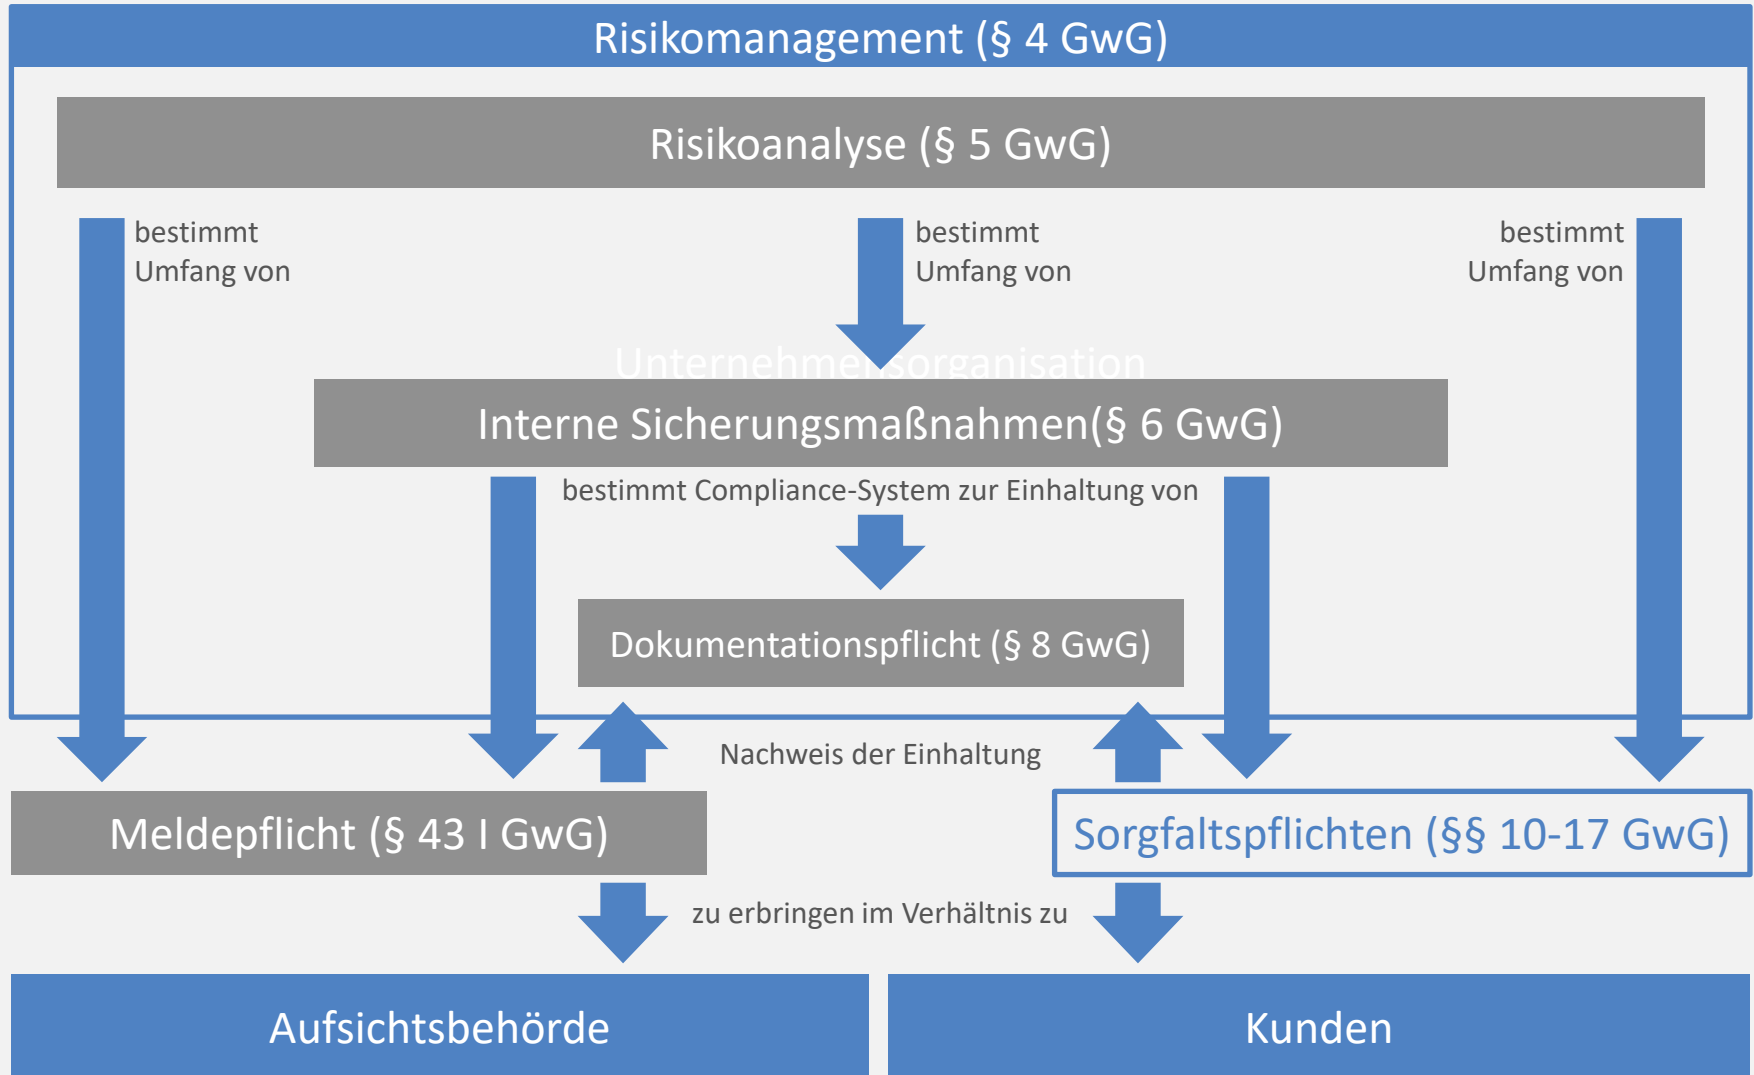 Risikomanagement (§ 4 GwG)
Risikoanalyse (§ 5 GwG)
bestimmt
Umfang von
bestimmt
Umfang von
bestimmt
Umfang von
Unternehmensorganisation
Interne Sicherungsmaßnahmen(§ 6 GwG)
bestimmt Compliance-System zur Einhaltung von
Dokumentationspflicht (§ 8 GwG)
Nachweis der Einhaltung
Meldepflicht (§ 43 I GwG)
Sorgfaltspflichten (§§ 10-17 GwG)
zu erbringen im Verhältnis zu
Aufsichtsbehörde
Kunden